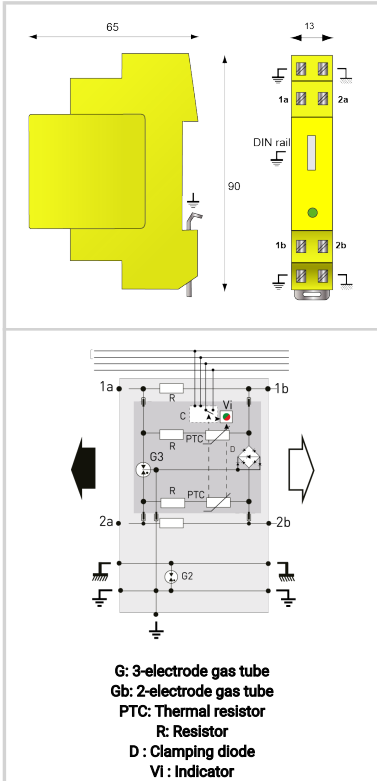 65
13
1a
2a
DIN rail
90
1b
2b
1a
1b
R
Vi
C
R
PTC
D
G3
R
PTC
2a
2b
G2
G: 3-electrode gas tube
Gb: 2-electrode gas tube
PTC: Thermal resistor
R: Resistor
D : Clamping diode
Vi : Indicator